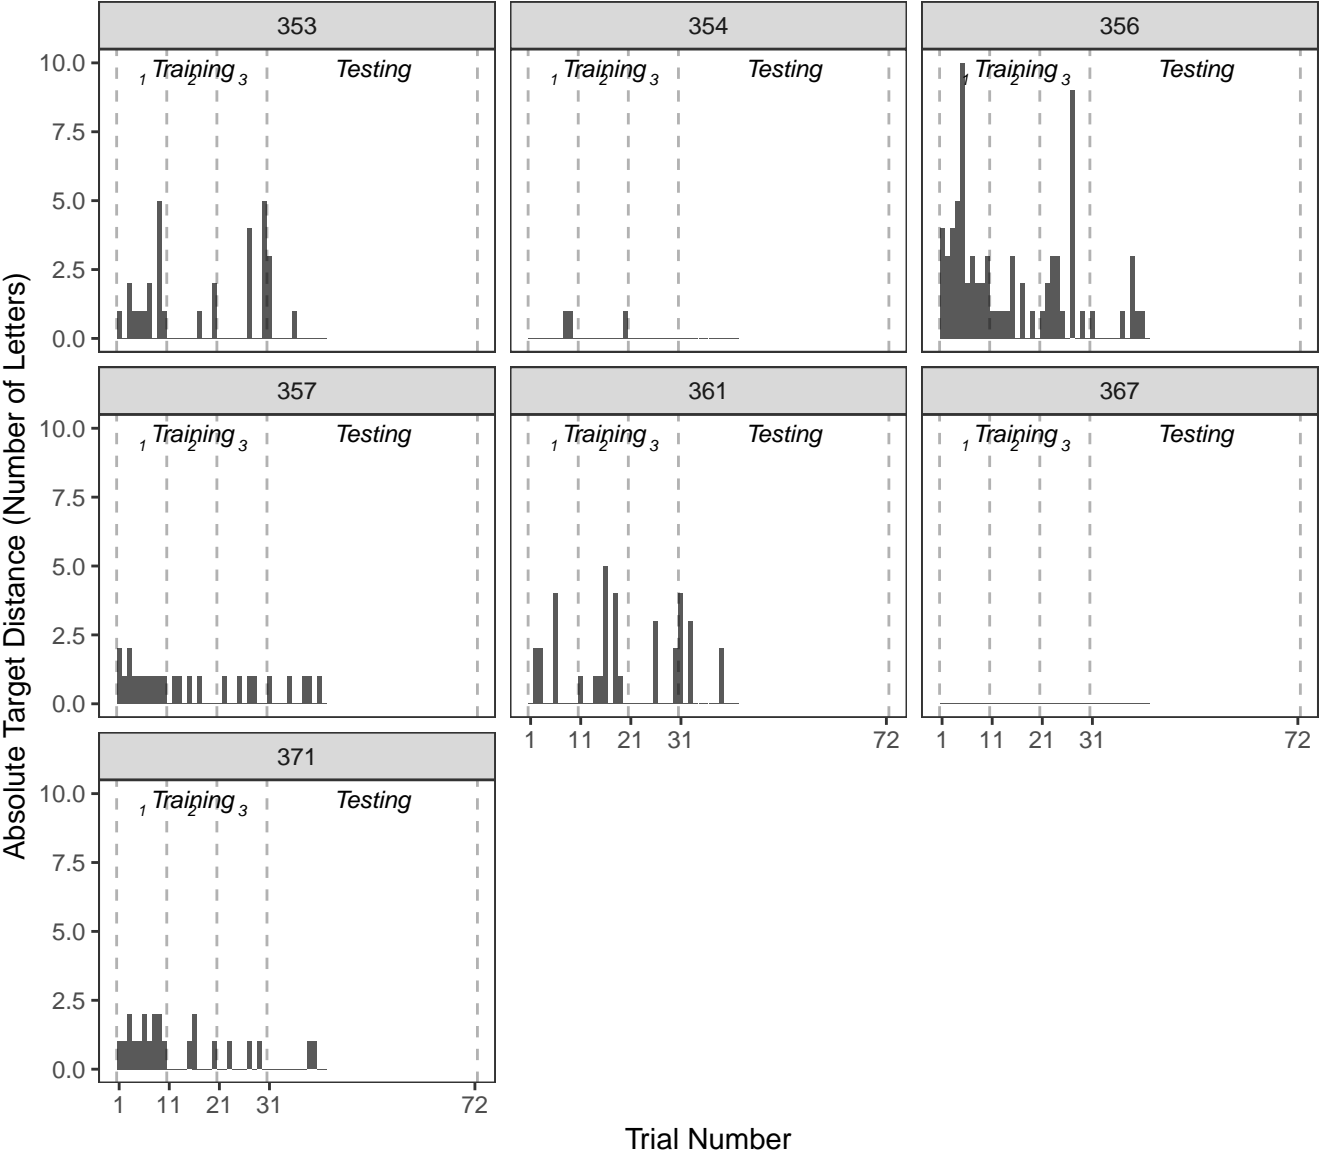 353
354
356
10.0
7.5
5.0
2.5
0.0
1 Training 2 3 Testing
1 Training 2 3 Testing
1 Training 2 3 Testing
357
361
367
10.0
7.5
5.0
2.5
0.0
1 Training 2 3 Testing
1 Training 2 3 Testing
1 Training 2 3 Testing
1 11 21 31 72
1 11 21 31 72
371
10.0
7.5
5.0
2.5
0.0
1 Training 2 3 Testing
1 11 21 31 72
Absolute Target Distance (Number of Letters)
Trial Number